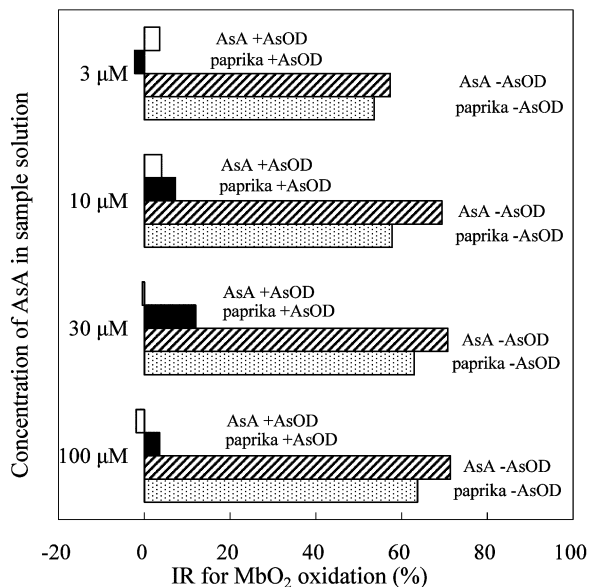 Concentration of AsA in sample solution
3 μM
AsA +AsOD
paprika +AsOD
AsA -AsOD
paprika -AsOD
10 μM
AsA +AsOD
paprika +AsOD
AsA -AsOD
paprika -AsOD
30 μM
AsA +AsOD
paprika +AsOD
AsA -AsOD
paprika -AsOD
100 μM
AsA +AsOD
paprika +AsOD
AsA -AsOD
paprika -AsOD
-20 0 20 40 60 80 100
IR for MbO₂ oxidation (%)